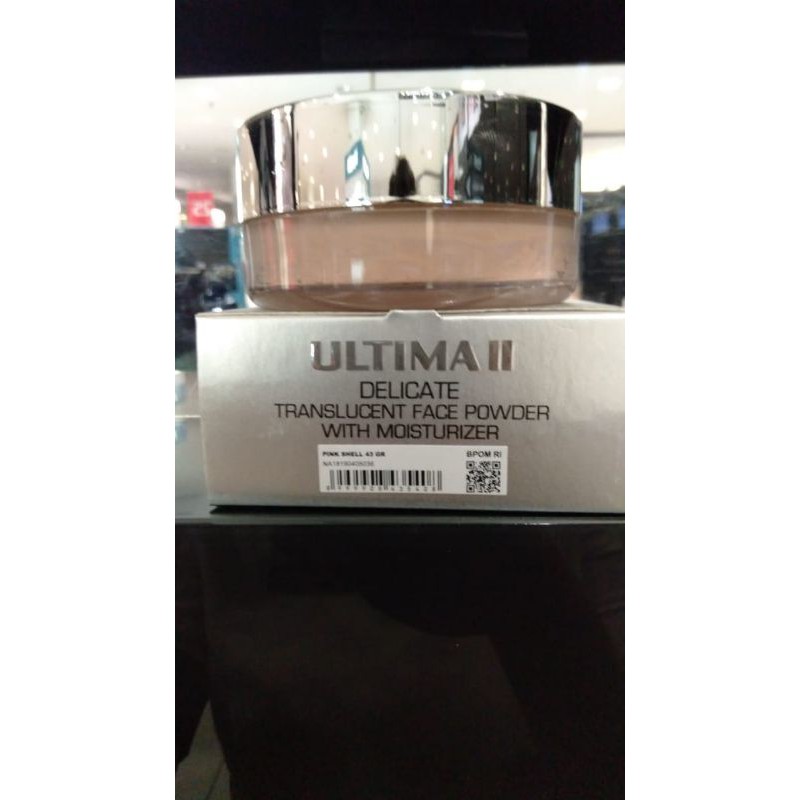 ULTIMA II
DELICATE
TRANSLUCENT FACE POWDER
WITH MOISTURIZER
PINK SHELL 43 GR
BPOM RI